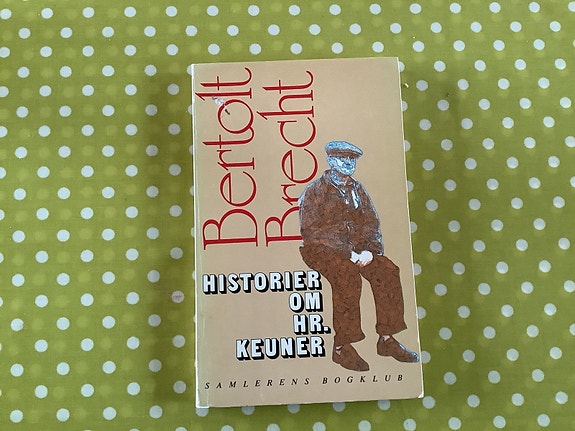 Bertolt
Brecht
HISTORIER
OM
HR.
KEUNER
SAMLERENS BOGKLUB